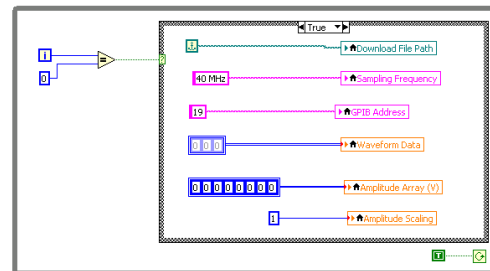 True
i
Download File Path
=
0
?
40 MHz
Sampling Frequency
19
GPIB Address
0 0 0
Waveform Data
0 0 0 0 0 0 0 0
Amplitude Array (V)
1
Amplitude Scaling
T